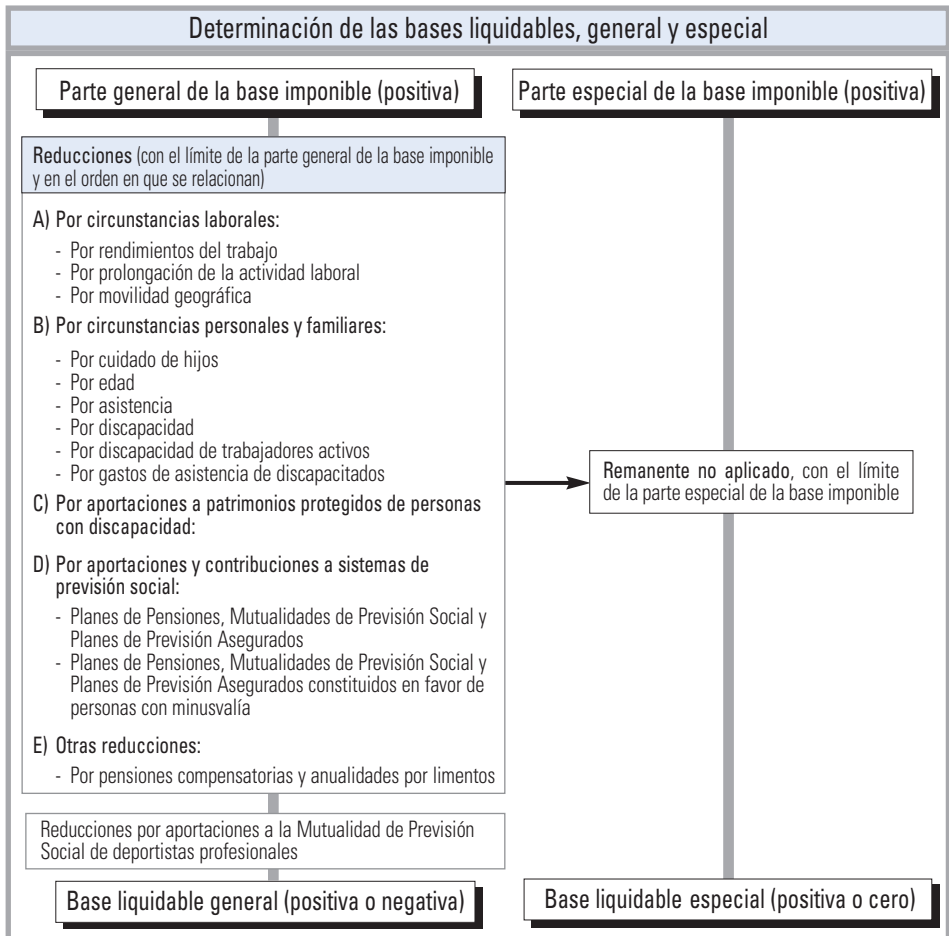 Determinación de las bases liquidables, general y especial
Parte general de la base imponible (positiva)
Parte especial de la base imponible (positiva)
Reducciones (con el límite de la parte general de la base imponible
y en el orden en que se relacionan)
A) Por circunstancias laborales:
- Por rendimientos del trabajo
- Por prolongación de la actividad laboral
- Por movilidad geográfica
B) Por circunstancias personales y familiares:
- Por cuidado de hijos
- Por edad
- Por asistencia
- Por discapacidad
- Por discapacidad de trabajadores activos
- Por gastos de asistencia de discapacitados
C) Por aportaciones a patrimonios protegidos de personas
con discapacidad:
D) Por aportaciones y contribuciones a sistemas de
previsión social:
- Planes de Pensiones, Mutualidades de Previsión Social y
Planes de Previsión Asegurados
- Planes de Pensiones, Mutualidades de Previsión Social y
Planes de Previsión Asegurados constituidos en favor de
personas con minusvalía
E) Otras reducciones:
- Por pensiones compensatorias y anualidades por limentos
Remanente no aplicado, con el límite
de la parte especial de la base imponible
Reducciones por aportaciones a la Mutualidad de Previsión
Social de deportistas profesionales
Base liquidable general (positiva o negativa)
Base liquidable especial (positiva o cero)